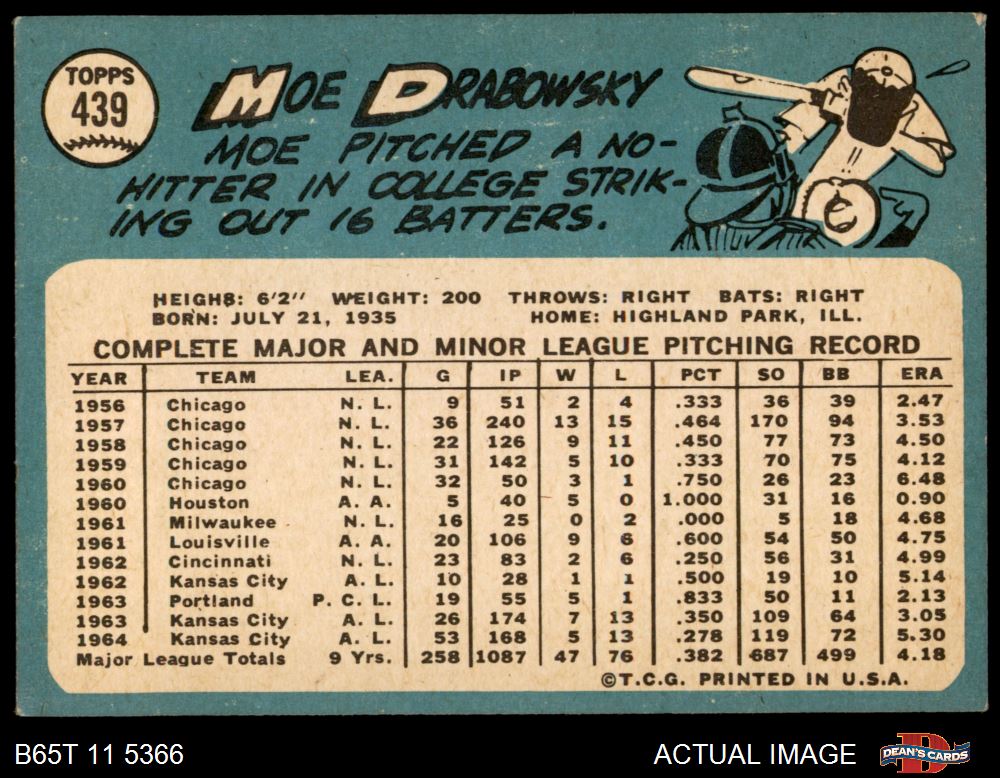 TOPPS
439
MOE DRABOWSKY
MOE PITCHED A NO-
HITTER IN COLLEGE STRIK-
ING OUT 16 BATTERS.
HEIGH8: 6'2" WEIGHT: 200 THROWS: RIGHT BATS: RIGHT
BORN: JULY 21, 1935 HOME: HIGHLAND PARK, ILL.
COMPLETE MAJOR AND MINOR LEAGUE PITCHING RECORD
YEAR TEAM LEA. G IP W L PCT SO BB ERA
1956 Chicago N. L. 9 51 2 4 .333 36 39 2.47
1957 Chicago N. L. 36 240 13 15 .464 170 94 3.53
1958 Chicago N. L. 22 126 9 11 .450 77 73 4.50
1959 Chicago N. L. 31 142 5 10 .333 70 75 4.12
1960 Chicago N. L. 32 50 3 1 .750 26 23 6.48
1960 Houston A. A. 5 40 5 0 1.000 31 16 0.90
1961 Milwaukee N. L. 16 25 0 2 .000 5 18 4.68
1961 Louisville A. A. 20 106 9 6 .600 54 50 4.75
1962 Cincinnati N. L. 23 83 2 6 .250 56 31 4.99
1962 Kansas City A. L. 10 28 1 1 .500 19 10 5.14
1963 Portland P. C. L. 19 55 5 1 .833 50 11 2.13
1963 Kansas City A. L. 26 174 7 13 .350 109 64 3.05
1964 Kansas City A. L. 53 168 5 13 .278 119 72 5.30
Major League Totals 9 Yrs. 258 1087 47 76 .382 687 499 4.18
©T.C.G. PRINTED IN U.S.A.
B65T 11 5366 ACTUAL IMAGE DEAN'S CARDS